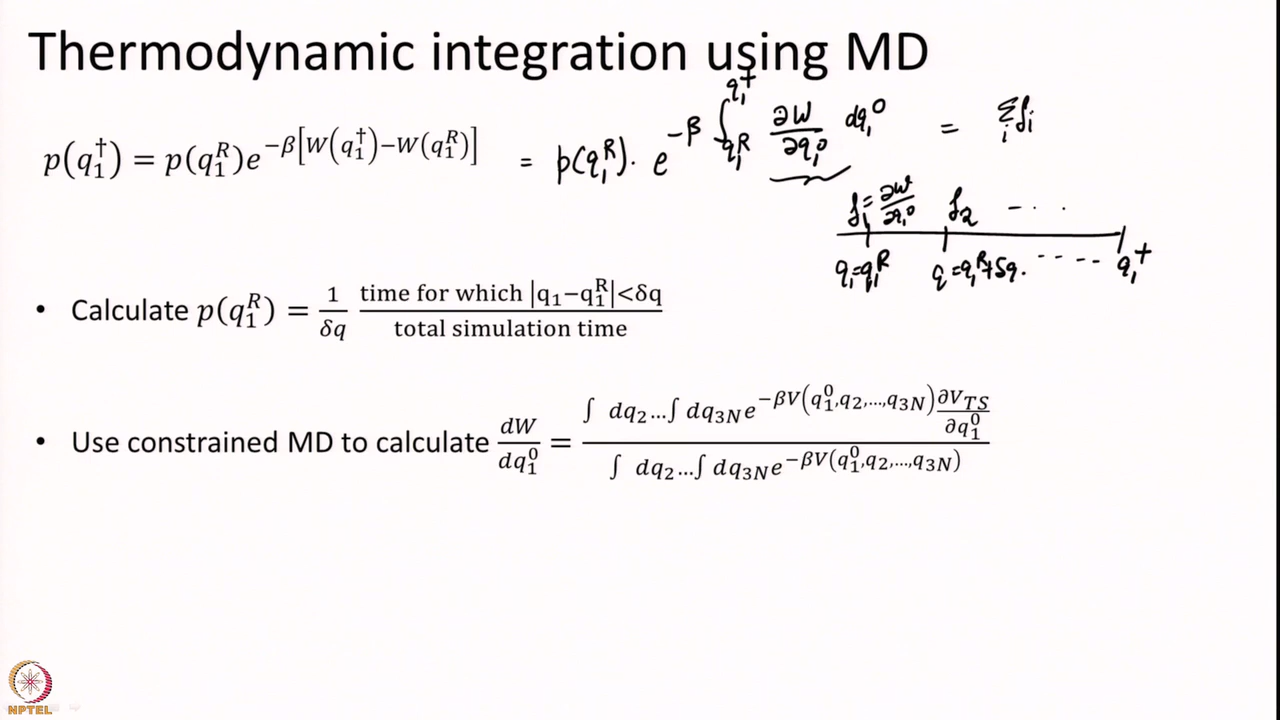 Thermodynamic integration using MD
p(q₁†) = p(q₁ᴿ)e^{-β[W(q₁†)−W(q₁ᴿ)]} = p(q₁ᴿ). e^{-β ∫_{q₁ᴿ}^{q₁†} ∂W/∂q₁⁰ dq₁⁰} = Σᵢ fᵢ
f₁ = ∂W/∂q₁⁰ f₂ - . .
q₁=q₁ᴿ q=q₁ᴿ+δq. - - - - q₁†
• Calculate p(q₁ᴿ) = 1/δq time for which |q₁−q₁ᴿ|<δq / total simulation time
• Use constrained MD to calculate dW/dq₁⁰ = ∫ dq₂…∫ dq₃N e^{-βV(q₁⁰,q₂,…,q₃N)} ∂V_TS/∂q₁⁰ / ∫ dq₂…∫ dq₃N e^{-βV(q₁⁰,q₂,…,q₃N)}
NPTEL